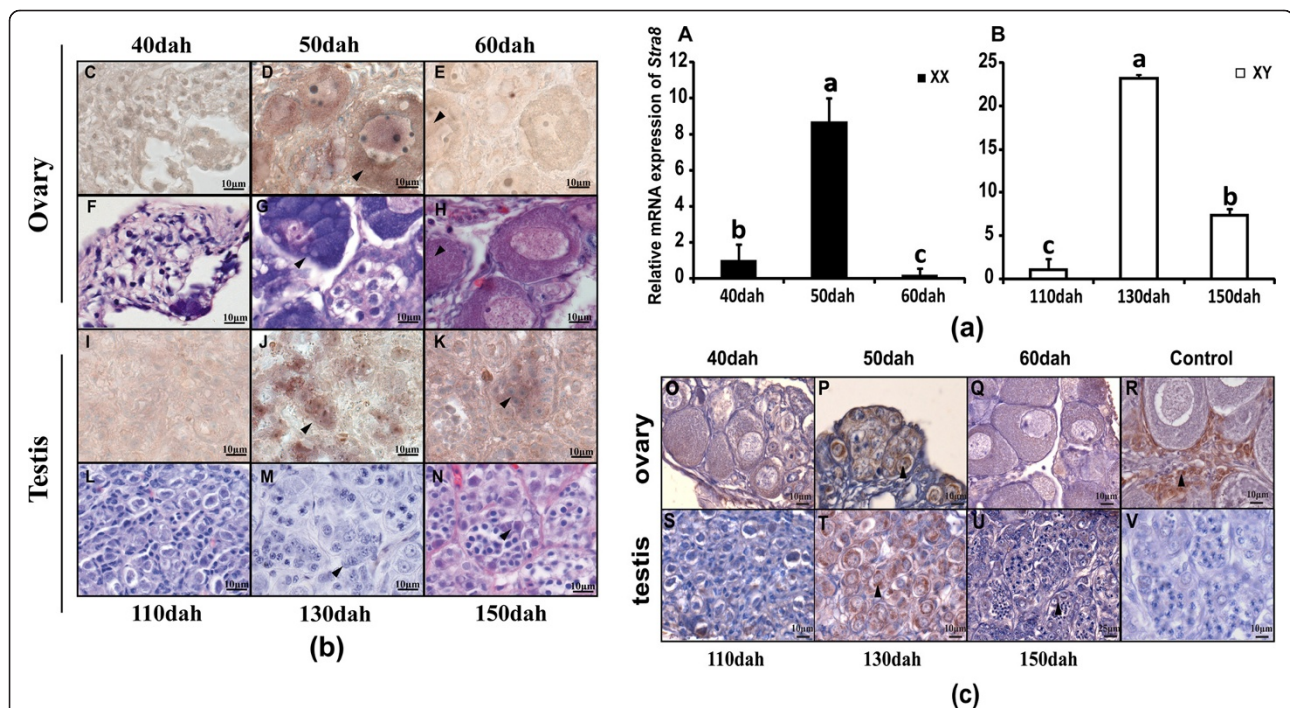 40dah 50dah 60dah
Ovary
C D E
10μm 10μm 10μm
F G H
10μm 10μm 10μm
Testis
I J K
10μm 10μm 10μm
L M N
10μm 10μm 10μm
110dah 130dah 150dah
(b)
A B
Relative mRNA expression of Stra8
12
10
8
6
4
2
0
b a c
XX
40dah 50dah 60dah
25
20
15
10
5
0
c a b
XY
110dah 130dah 150dah
(a)
40dah 50dah 60dah Control
ovary
O P Q R
10μm 10μm 10μm 10μm
testis
S T U V
10μm 10μm 25μm 10μm
110dah 130dah 150dah
(c)